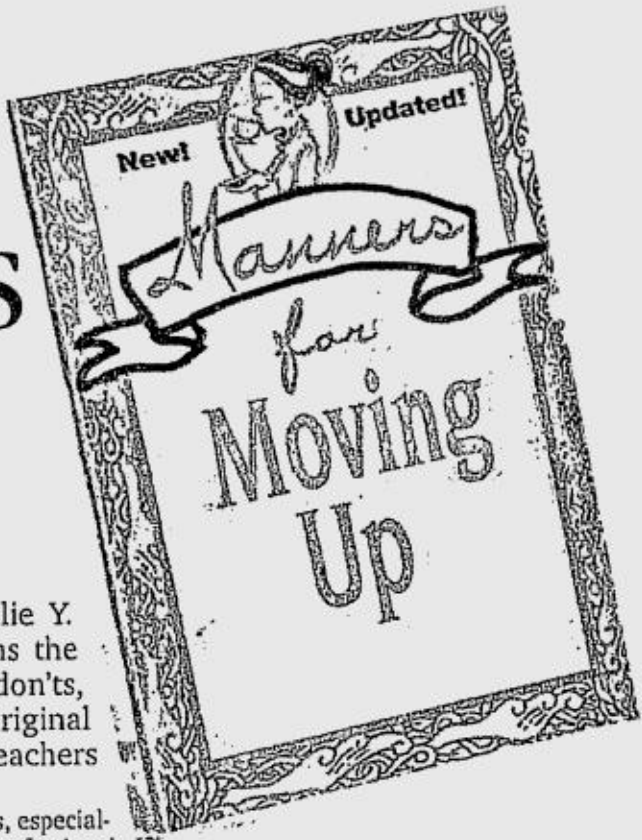 New!
Updated!
Manners
for
Moving
Up
S
lie Y.
ns the
don'ts,
riginal
eachers
s, especial-